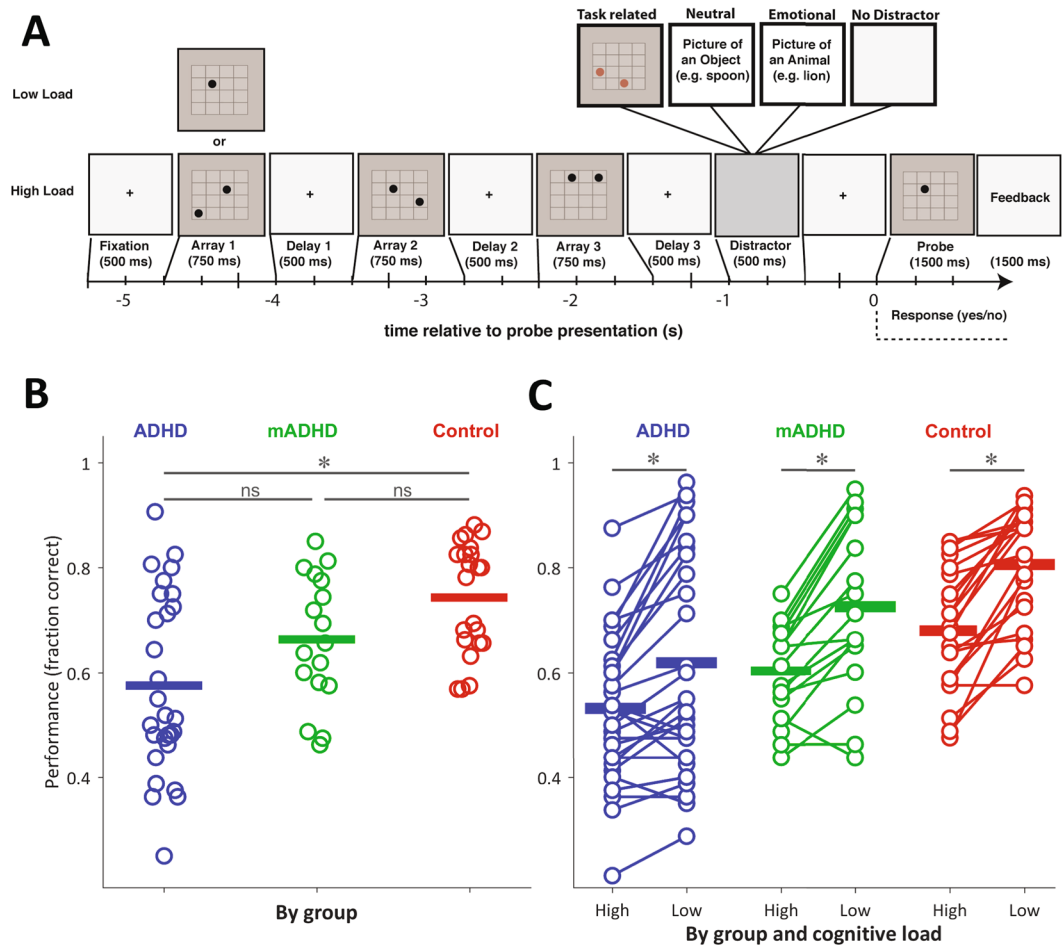 A
Task related
Neutral
Emotional
No Distractor
Picture of
an Object
(e.g. spoon)
Picture of
an Animal
(e.g. lion)
Low Load
or
High Load
+
+
+
+
+
Feedback
Fixation
(500 ms)
Array 1
(750 ms)
Delay 1
(500 ms)
Array 2
(750 ms)
Delay 2
(500 ms)
Array 3
(750 ms)
Delay 3
(500 ms)
Distractor
(500 ms)
Probe
(1500 ms)
(1500 ms)
-5
-4
-3
-2
-1
0
time relative to probe presentation (s)
Response (yes/no)
B
ADHD
mADHD
Control
*
ns
ns
1
0.8
0.6
0.4
Performance (fraction correct)
By group
C
ADHD
mADHD
Control
*
*
*
1
0.8
0.6
0.4
High
Low
High
Low
High
Low
By group and cognitive load